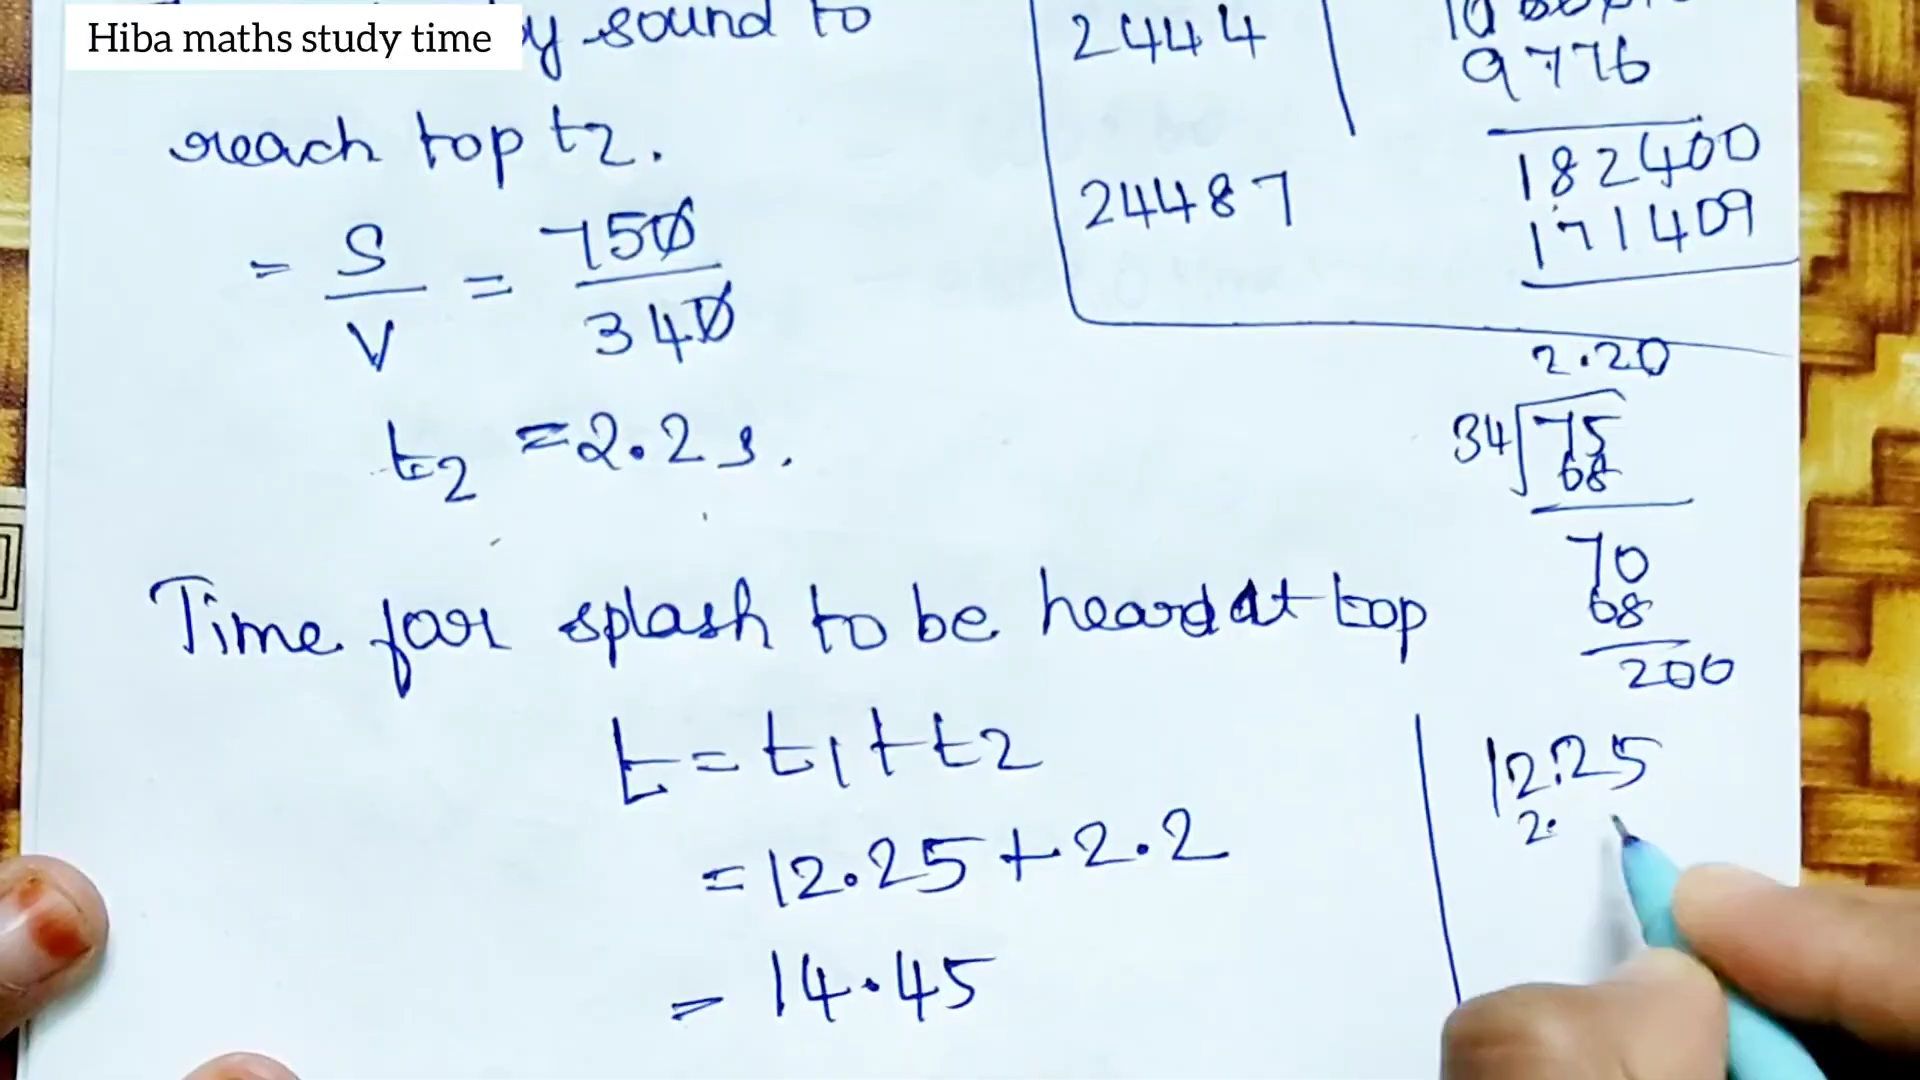 Hiba maths study time
by sound to
reach top t2.
= S/V = 750/340
t2 = 2.2 s.
Time for splash to be heard at top
t = t1 + t2
= 12.25 + 2.2
= 14.45
2444
24487
9776
182400
171409
2.20
34 75
68
70
68
200
12.25
2.